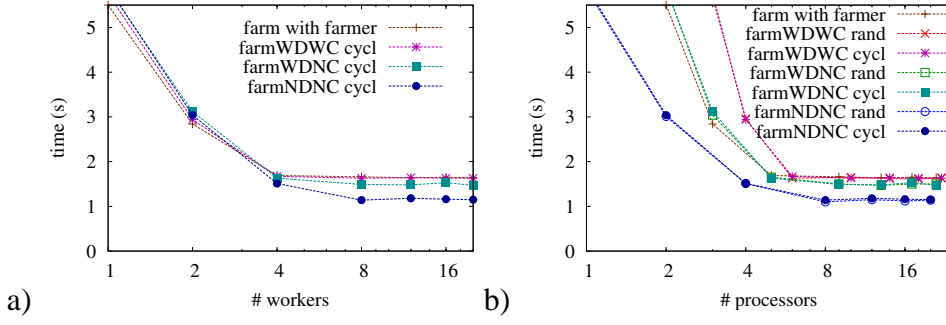 farm with farmer
farmWDWC cycl
farmWDNC cycl
farmNDNC cycl
5
4
3
2
1
0
time (s)
1 2 4 8 16
# workers
a)
farm with farmer
farmWDWC rand
farmWDWC cycl
farmWDNC rand
farmWDNC cycl
farmNDNC rand
farmNDNC cycl
5
4
3
2
1
0
time (s)
1 2 4 8 16
# processors
b)